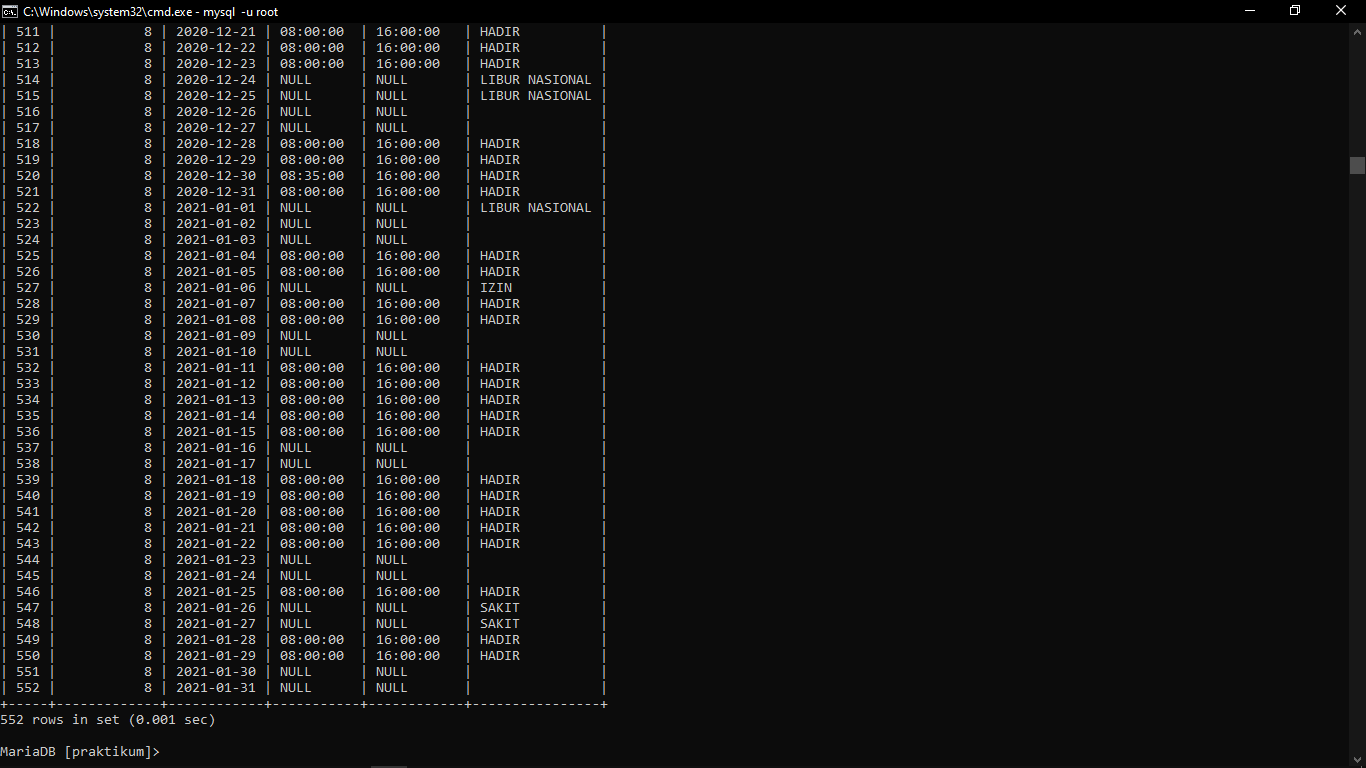 C:\Windows\system32\cmd.exe - mysql  -u root
| 511 |           8 | 2020-12-21 | 08:00:00  | 16:00:00   | HADIR          |
| 512 |           8 | 2020-12-22 | 08:00:00  | 16:00:00   | HADIR          |
| 513 |           8 | 2020-12-23 | 08:00:00  | 16:00:00   | HADIR          |
| 514 |           8 | 2020-12-24 | NULL      | NULL       | LIBUR NASIONAL |
| 515 |           8 | 2020-12-25 | NULL      | NULL       | LIBUR NASIONAL |
| 516 |           8 | 2020-12-26 | NULL      | NULL       |                |
| 517 |           8 | 2020-12-27 | NULL      | NULL       |                |
| 518 |           8 | 2020-12-28 | 08:00:00  | 16:00:00   | HADIR          |
| 519 |           8 | 2020-12-29 | 08:00:00  | 16:00:00   | HADIR          |
| 520 |           8 | 2020-12-30 | 08:35:00  | 16:00:00   | HADIR          |
| 521 |           8 | 2020-12-31 | 08:00:00  | 16:00:00   | HADIR          |
| 522 |           8 | 2021-01-01 | NULL      | NULL       | LIBUR NASIONAL |
| 523 |           8 | 2021-01-02 | NULL      | NULL       |                |
| 524 |           8 | 2021-01-03 | NULL      | NULL       |                |
| 525 |           8 | 2021-01-04 | 08:00:00  | 16:00:00   | HADIR          |
| 526 |           8 | 2021-01-05 | 08:00:00  | 16:00:00   | HADIR          |
| 527 |           8 | 2021-01-06 | NULL      | NULL       | IZIN           |
| 528 |           8 | 2021-01-07 | 08:00:00  | 16:00:00   | HADIR          |
| 529 |           8 | 2021-01-08 | 08:00:00  | 16:00:00   | HADIR          |
| 530 |           8 | 2021-01-09 | NULL      | NULL       |                |
| 531 |           8 | 2021-01-10 | NULL      | NULL       |                |
| 532 |           8 | 2021-01-11 | 08:00:00  | 16:00:00   | HADIR          |
| 533 |           8 | 2021-01-12 | 08:00:00  | 16:00:00   | HADIR          |
| 534 |           8 | 2021-01-13 | 08:00:00  | 16:00:00   | HADIR          |
| 535 |           8 | 2021-01-14 | 08:00:00  | 16:00:00   | HADIR          |
| 536 |           8 | 2021-01-15 | 08:00:00  | 16:00:00   | HADIR          |
| 537 |           8 | 2021-01-16 | NULL      | NULL       |                |
| 538 |           8 | 2021-01-17 | NULL      | NULL       |                |
| 539 |           8 | 2021-01-18 | 08:00:00  | 16:00:00   | HADIR          |
| 540 |           8 | 2021-01-19 | 08:00:00  | 16:00:00   | HADIR          |
| 541 |           8 | 2021-01-20 | 08:00:00  | 16:00:00   | HADIR          |
| 542 |           8 | 2021-01-21 | 08:00:00  | 16:00:00   | HADIR          |
| 543 |           8 | 2021-01-22 | 08:00:00  | 16:00:00   | HADIR          |
| 544 |           8 | 2021-01-23 | NULL      | NULL       |                |
| 545 |           8 | 2021-01-24 | NULL      | NULL       |                |
| 546 |           8 | 2021-01-25 | 08:00:00  | 16:00:00   | HADIR          |
| 547 |           8 | 2021-01-26 | NULL      | NULL       | SAKIT          |
| 548 |           8 | 2021-01-27 | NULL      | NULL       | SAKIT          |
| 549 |           8 | 2021-01-28 | 08:00:00  | 16:00:00   | HADIR          |
| 550 |           8 | 2021-01-29 | 08:00:00  | 16:00:00   | HADIR          |
| 551 |           8 | 2021-01-30 | NULL      | NULL       |                |
| 552 |           8 | 2021-01-31 | NULL      | NULL       |                |
+-----+-------------+------------+-----------+------------+----------------+
552 rows in set (0.001 sec)
MariaDB [praktikum]>